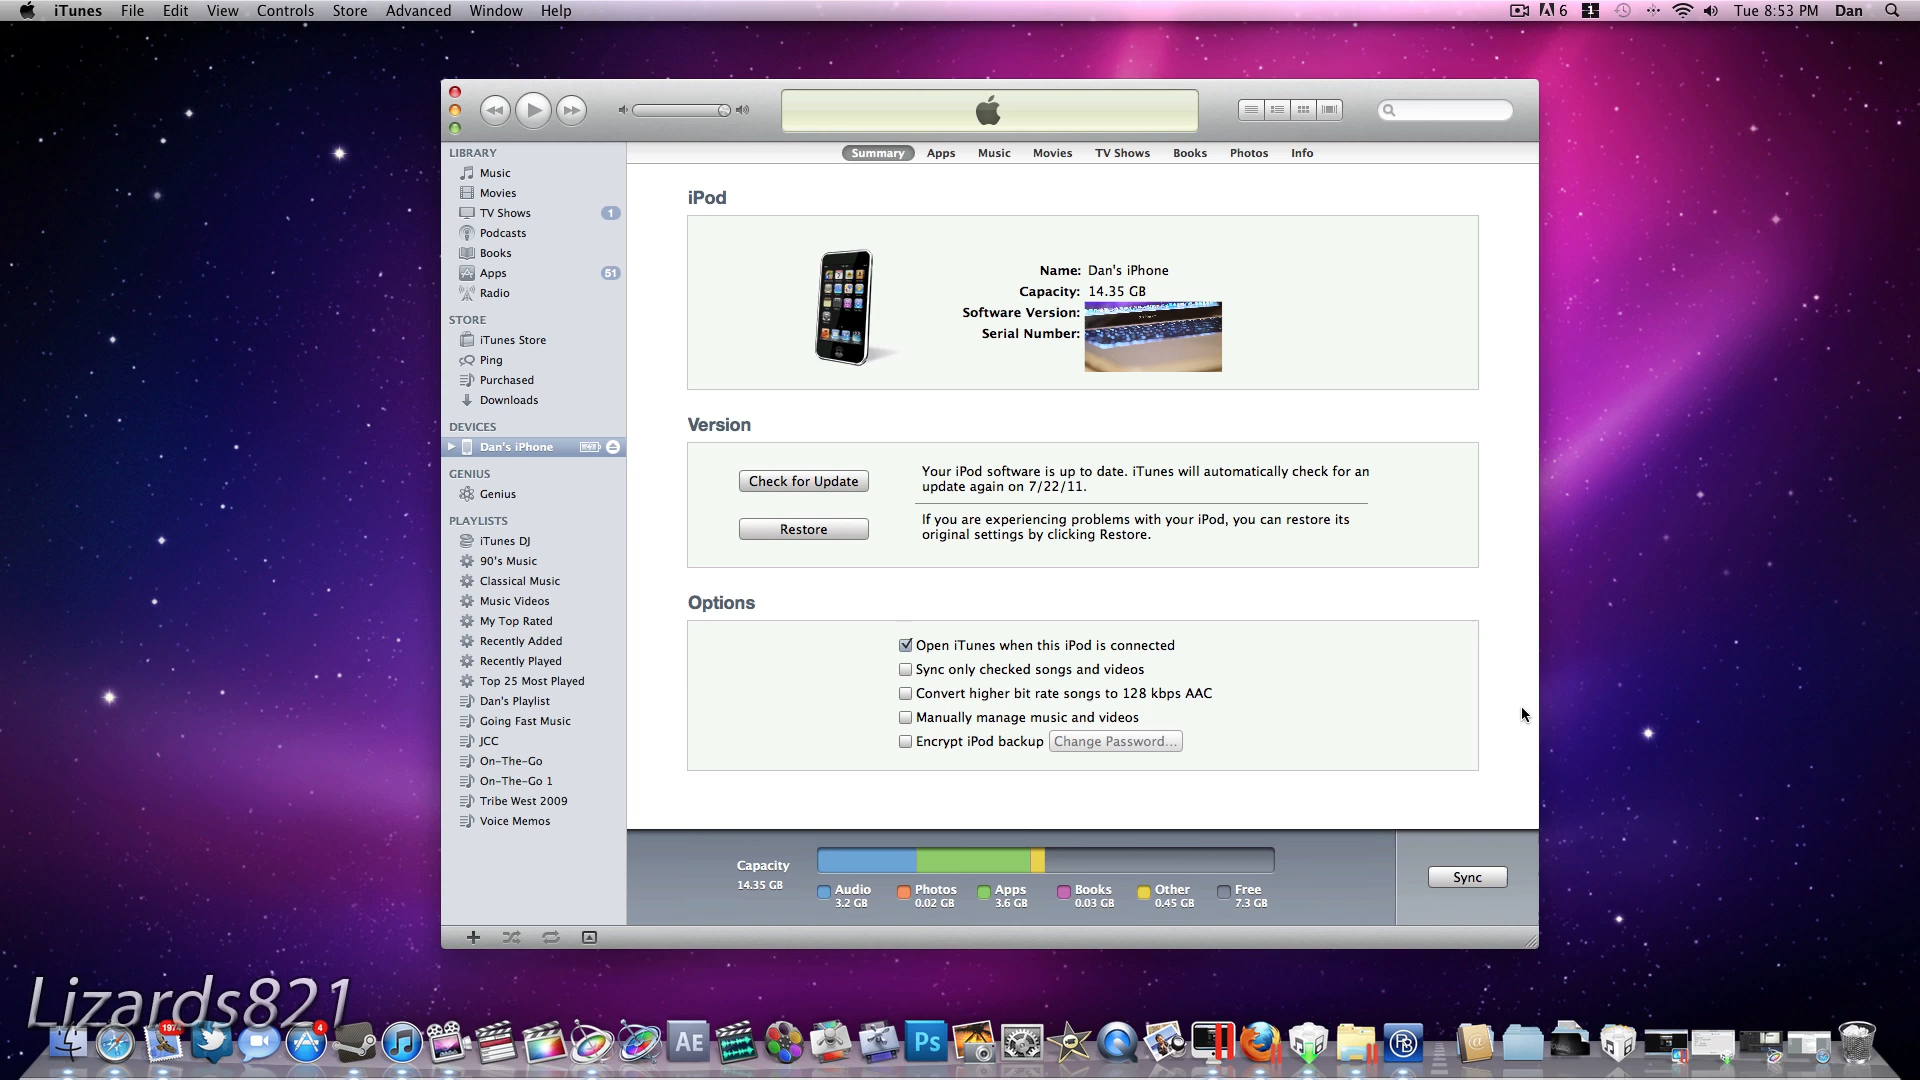 iTunes File Edit View Controls Store Advanced Window Help
6 1 Tue 8:53 PM Dan
LIBRARY
Music
Movies
TV Shows 1
Podcasts
Books
Apps 51
Radio
STORE
iTunes Store
Ping
Purchased
Downloads
DEVICES
Dan's iPhone
GENIUS
Genius
PLAYLISTS
iTunes DJ
90's Music
Classical Music
Music Videos
My Top Rated
Recently Added
Recently Played
Top 25 Most Played
Dan's Playlist
Going Fast Music
JCC
On-The-Go
On-The-Go 1
Tribe West 2009
Voice Memos
Summary Apps Music Movies TV Shows Books Photos Info
iPod
Name: Dan's iPhone
Capacity: 14.35 GB
Software Version:
Serial Number:
Version
Check for Update
Your iPod software is up to date. iTunes will automatically check for an
update again on 7/22/11.
Restore
If you are experiencing problems with your iPod, you can restore its
original settings by clicking Restore.
Options
Open iTunes when this iPod is connected
Sync only checked songs and videos
Convert higher bit rate songs to 128 kbps AAC
Manually manage music and videos
Encrypt iPod backup Change Password...
Capacity
14.35 GB
Audio
3.2 GB
Photos
0.02 GB
Apps
3.6 GB
Books
0.03 GB
Other
0.45 GB
Free
7.3 GB
Sync
Lizards821
197
4
AE
Ps